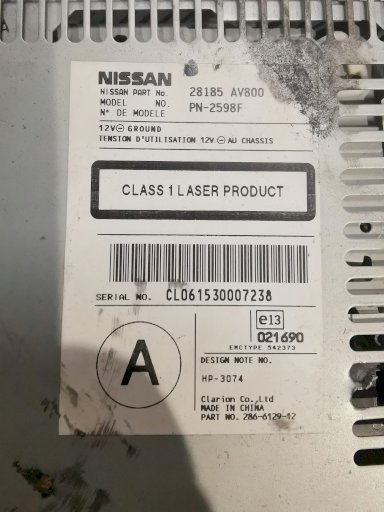 NISSAN
NISSAN PART No. 28185 AV800
MODEL NO. PN-2598F
N° DE MODELE
12V⊖ GROUND
TENSION D'UTILISATION 12V ⊖ AU CHASSIS
CLASS 1 LASER PRODUCT
SERIAL NO. CL061530007238
e13
021690
EMCTYPE 542373
A
DESIGN NOTE NO.
HP-3074
Clarion Co.,Ltd
MADE IN CHINA
PART NO. 286-6129-12